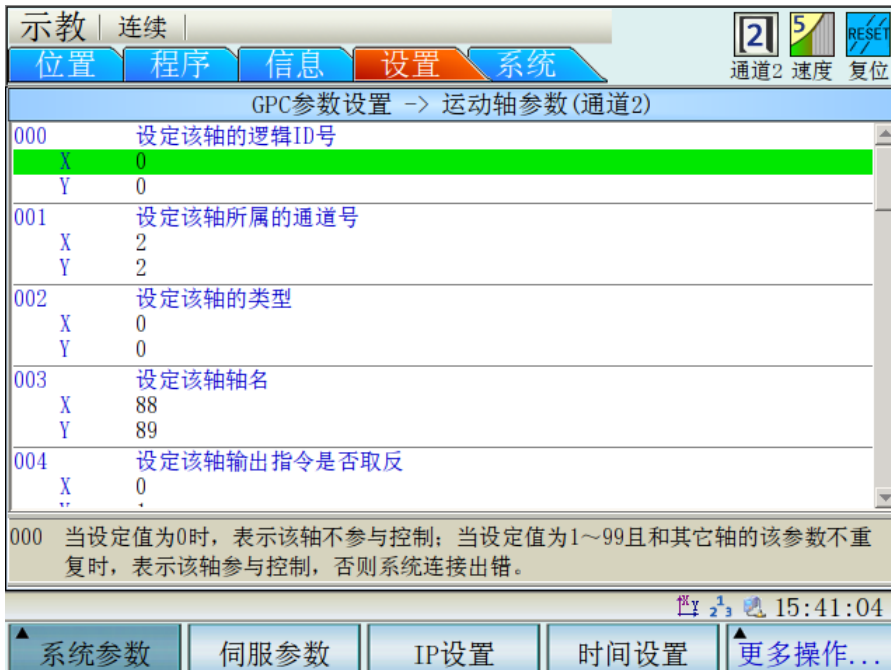 示教 连续
2 5 RESET
位置 程序 信息 设置 系统 通道2 速度 复位
GPC参数设置 -> 运动轴参数(通道2)
000 设定该轴的逻辑ID号
X 0
Y 0
001 设定该轴所属的通道号
X 2
Y 2
002 设定该轴的类型
X 0
Y 0
003 设定该轴轴名
X 88
Y 89
004 设定该轴输出指令是否取反
X 0
000 当设定值为0时，表示该轴不参与控制；当设定值为1～99且和其它轴的该参数不重
复时，表示该轴参与控制，否则系统连接出错。
15:41:04
系统参数 伺服参数 IP设置 时间设置 更多操作...